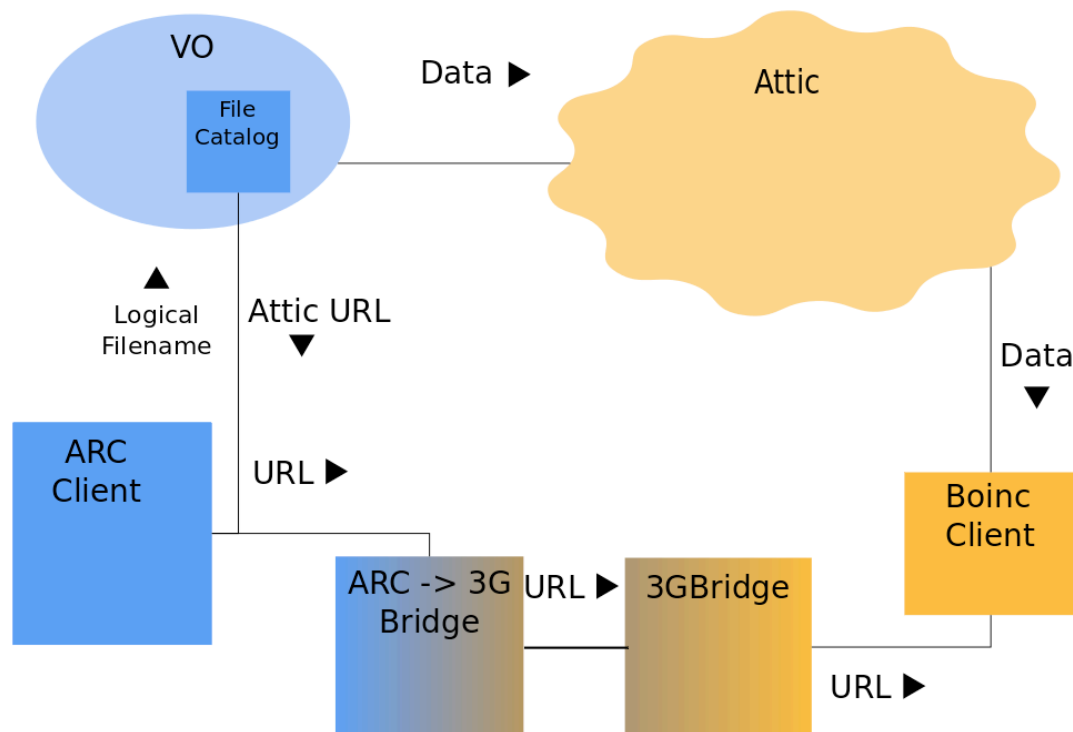 VO
File
Catalog
Data ►
Attic
Logical
Filename
Attic URL
Data
ARC
Client
URL ►
Boinc
Client
ARC -> 3G
Bridge
URL ►
3GBridge
URL ►